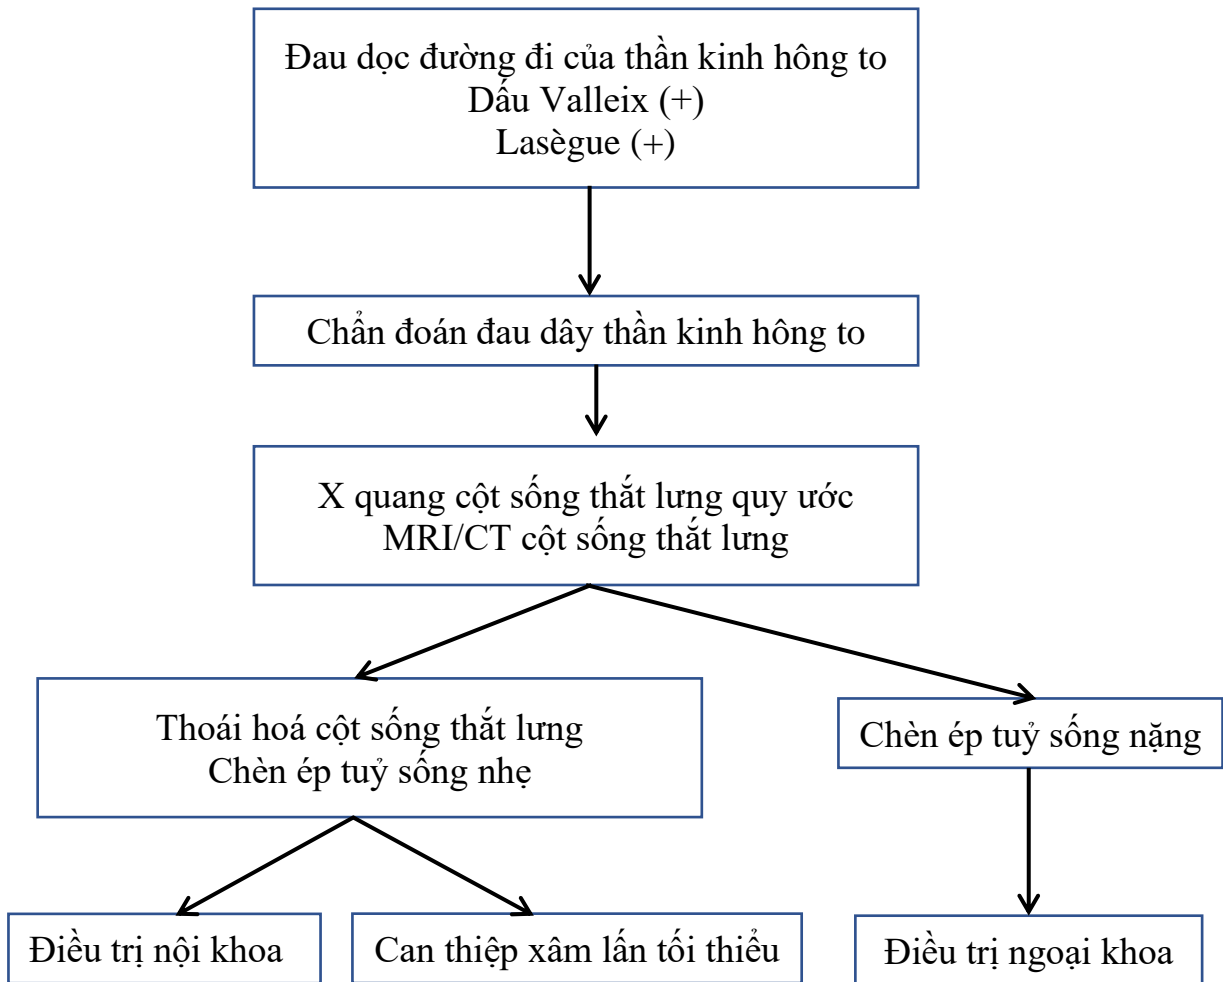 Đau dọc đường đi của thần kinh hông to
Dấu Valleix (+)
Lasègue (+)
Chẩn đoán đau dây thần kinh hông to
X quang cột sống thắt lưng quy ước
MRI/CT cột sống thắt lưng
Thoái hoá cột sống thắt lưng
Chèn ép tuỷ sống nhẹ
Chèn ép tuỷ sống nặng
Điều trị nội khoa
Can thiệp xâm lấn tối thiểu
Điều trị ngoại khoa